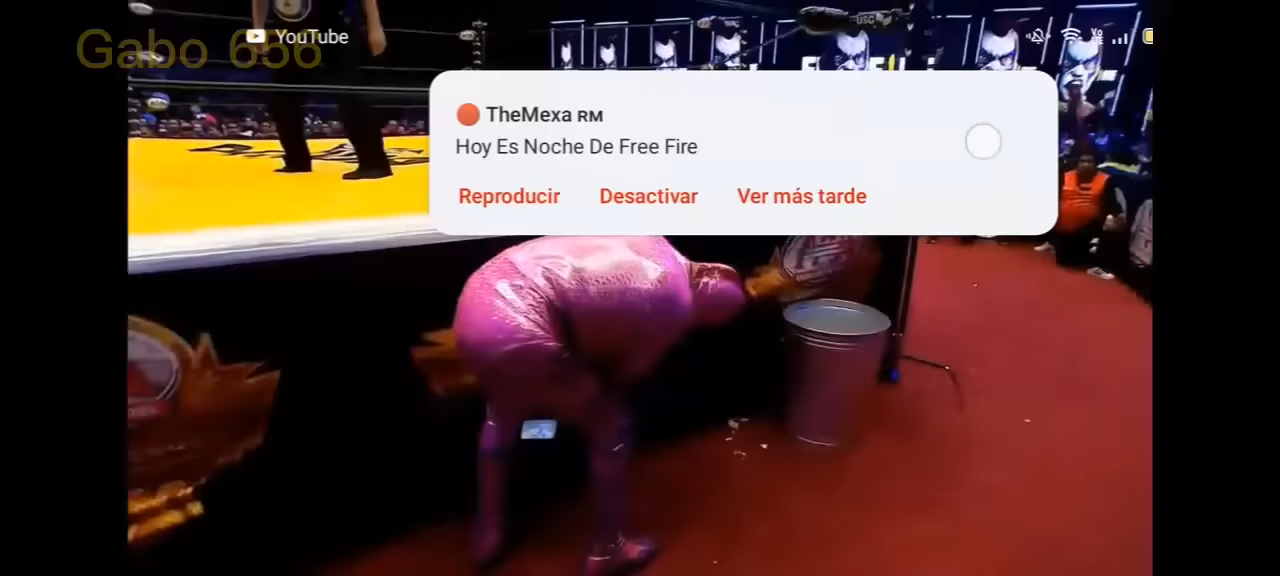 Gabo 656
YouTube
TheMexa RM
Hoy Es Noche De Free Fire
Reproducir
Desactivar
Ver más tarde